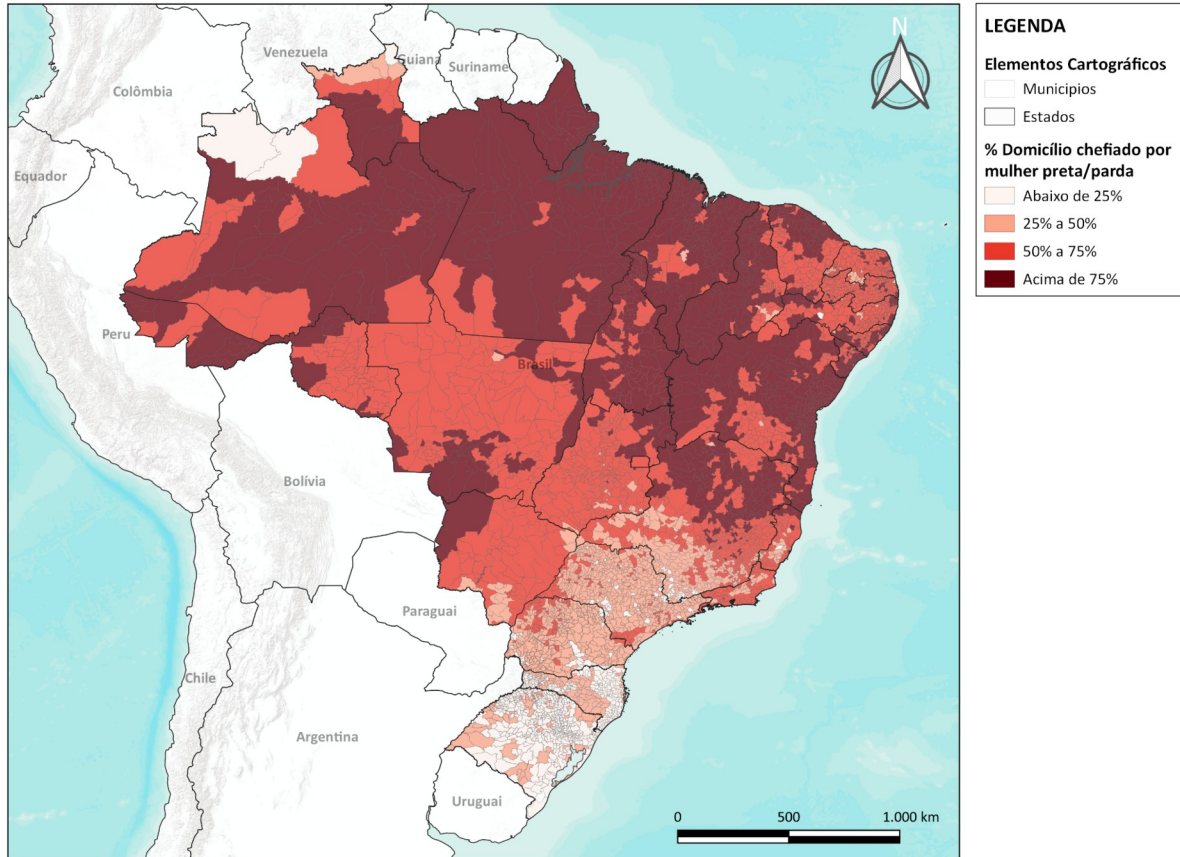 N
Venezuela
Guiana
Suriname
Colômbia
Equador
Peru
Brasil
Bolívia
Paraguai
Chile
Argentina
Uruguai
0 500 1.000 km
LEGENDA
Elementos Cartográficos
Municipios
Estados
% Domicílio chefiado por
mulher preta/parda
Abaixo de 25%
25% a 50%
50% a 75%
Acima de 75%